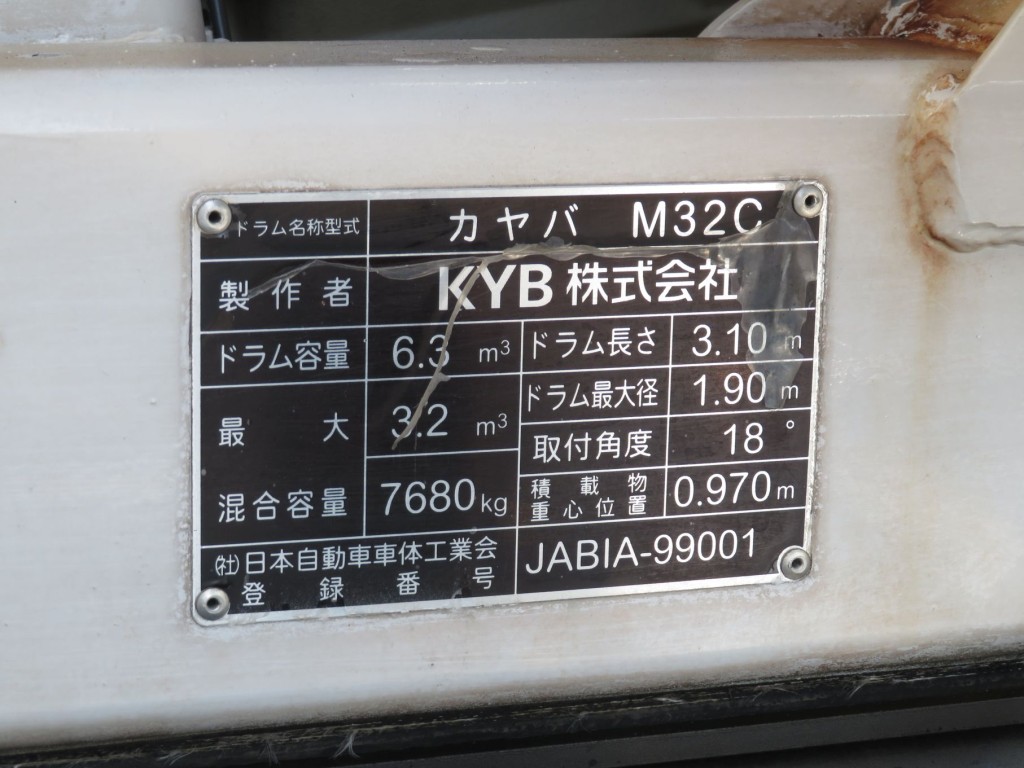 ドラム名称型式 カヤバ M32C
製作者 KYB 株式会社
ドラム容量 6.3 m³ ドラム長さ 3.10 m
最大 3.2 m³ ドラム最大径 1.90 m
取付角度 18°
混合容量 7680kg 積載物重心位置 0.970m
(社)日本自動車車体工業会 JABIA-99001
登録番号